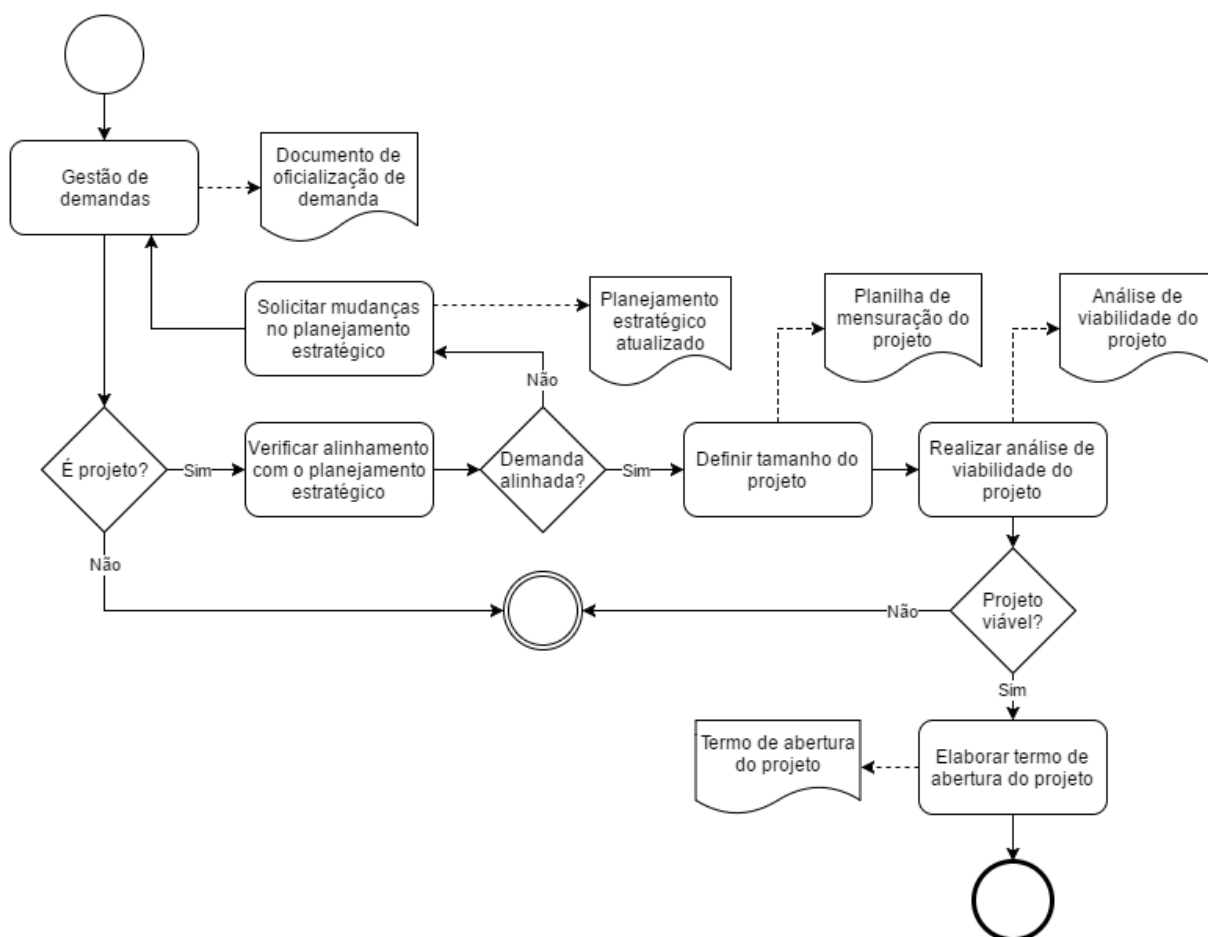 Gestão de
demandas
Documento de
oficialização de
demanda
Solicitar mudanças
no planejamento
estratégico
Planejamento
estratégico
atualizado
Planilha de
mensuração do
projeto
Análise de
viabilidade do
projeto
Não
É projeto?
Sim
Verificar alinhamento
com o planejamento
estratégico
Demanda
alinhada?
Sim
Definir tamanho do
projeto
Realizar análise de
viabilidade do
projeto
Não
Não
Projeto
viável?
Sim
Termo de abertura
do projeto
Elaborar termo de
abertura do projeto